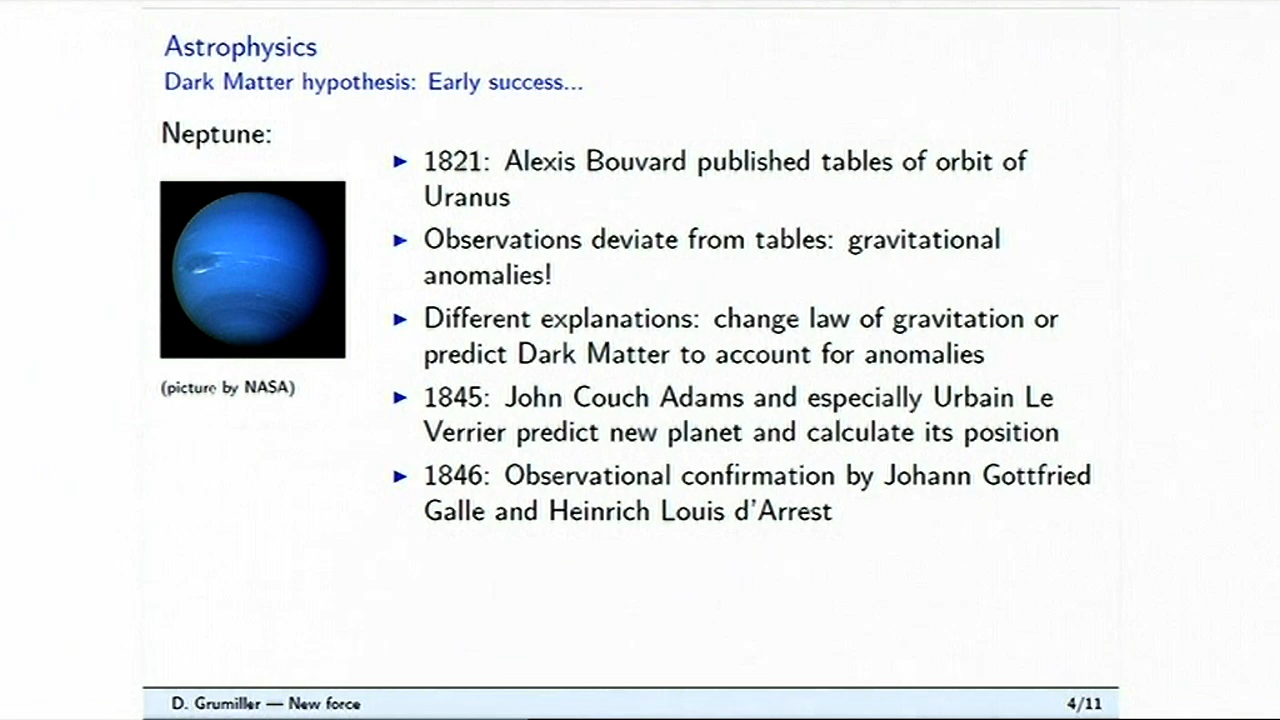 Astrophysics
Dark Matter hypothesis: Early success...
Neptune:
(picture by NASA)
► 1821: Alexis Bouvard published tables of orbit of
Uranus
► Observations deviate from tables: gravitational
anomalies!
► Different explanations: change law of gravitation or
predict Dark Matter to account for anomalies
► 1845: John Couch Adams and especially Urbain Le
Verrier predict new planet and calculate its position
► 1846: Observational confirmation by Johann Gottfried
Galle and Heinrich Louis d'Arrest
D. Grumiller — New force
4/11